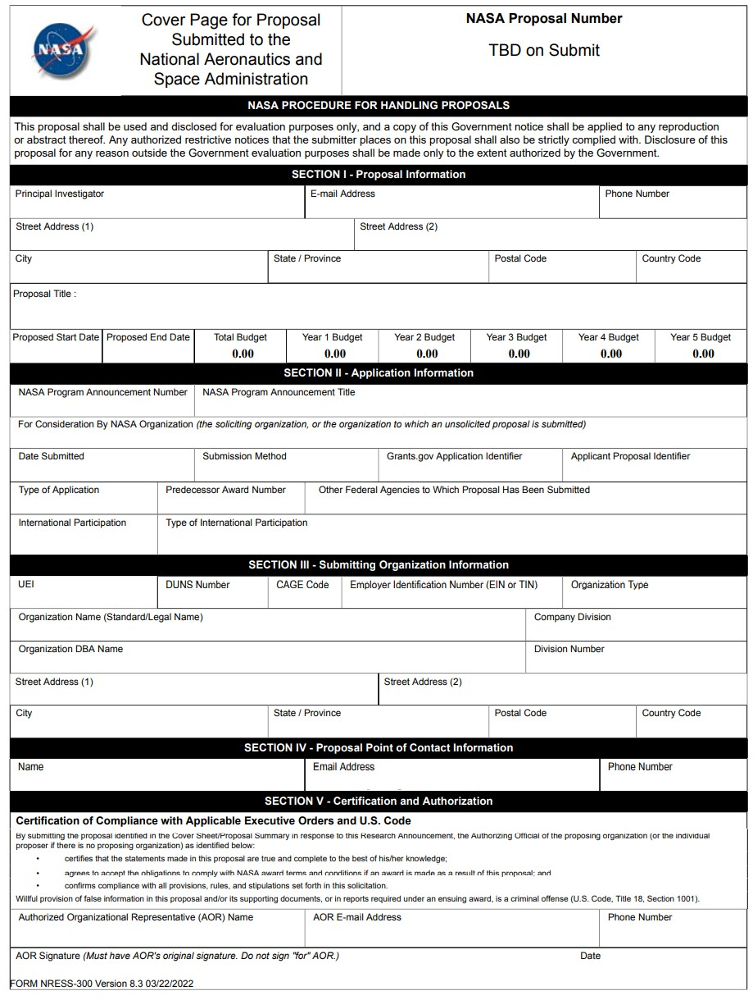 NASA
Cover Page for Proposal
Submitted to the
National Aeronautics and
Space Administration
NASA Proposal Number
TBD on Submit
NASA PROCEDURE FOR HANDLING PROPOSALS
This proposal shall be used and disclosed for evaluation purposes only, and a copy of this Government notice shall be applied to any reproduction
or abstract thereof. Any authorized restrictive notices that the submitter places on this proposal shall also be strictly complied with. Disclosure of this
proposal for any reason outside the Government evaluation purposes shall be made only to the extent authorized by the Government.
SECTION I - Proposal Information
Principal Investigator E-mail Address Phone Number
Street Address (1) Street Address (2)
City State / Province Postal Code Country Code
Proposal Title :
Proposed Start Date Proposed End Date Total Budget Year 1 Budget Year 2 Budget Year 3 Budget Year 4 Budget Year 5 Budget
0.00 0.00 0.00 0.00 0.00 0.00
SECTION II - Application Information
NASA Program Announcement Number NASA Program Announcement Title
For Consideration By NASA Organization (the soliciting organization, or the organization to which an unsolicited proposal is submitted)
Date Submitted Submission Method Grants.gov Application Identifier Applicant Proposal Identifier
Type of Application Predecessor Award Number Other Federal Agencies to Which Proposal Has Been Submitted
International Participation Type of International Participation
SECTION III - Submitting Organization Information
UEI DUNS Number CAGE Code Employer Identification Number (EIN or TIN) Organization Type
Organization Name (Standard/Legal Name) Company Division
Organization DBA Name Division Number
Street Address (1) Street Address (2)
City State / Province Postal Code Country Code
SECTION IV - Proposal Point of Contact Information
Name Email Address Phone Number
SECTION V - Certification and Authorization
Certification of Compliance with Applicable Executive Orders and U.S. Code
By submitting the proposal identified in the Cover Sheet/Proposal Summary in response to this Research Announcement, the Authorizing Official of the proposing organization (or the individual
proposer if there is no proposing organization) as identified below:
• certifies that the statements made in this proposal are true and complete to the best of his/her knowledge;
• agrees to accept the obligations to comply with NASA award terms and conditions if an award is made as a result of this proposal; and
• confirms compliance with all provisions, rules, and stipulations set forth in this solicitation.
Willful provision of false information in this proposal and/or its supporting documents, or in reports required under an ensuing award, is a criminal offense (U.S. Code, Title 18, Section 1001).
Authorized Organizational Representative (AOR) Name AOR E-mail Address Phone Number
AOR Signature (Must have AOR's original signature. Do not sign "for" AOR.) Date
FORM NRESS-300 Version 8.3 03/22/2022